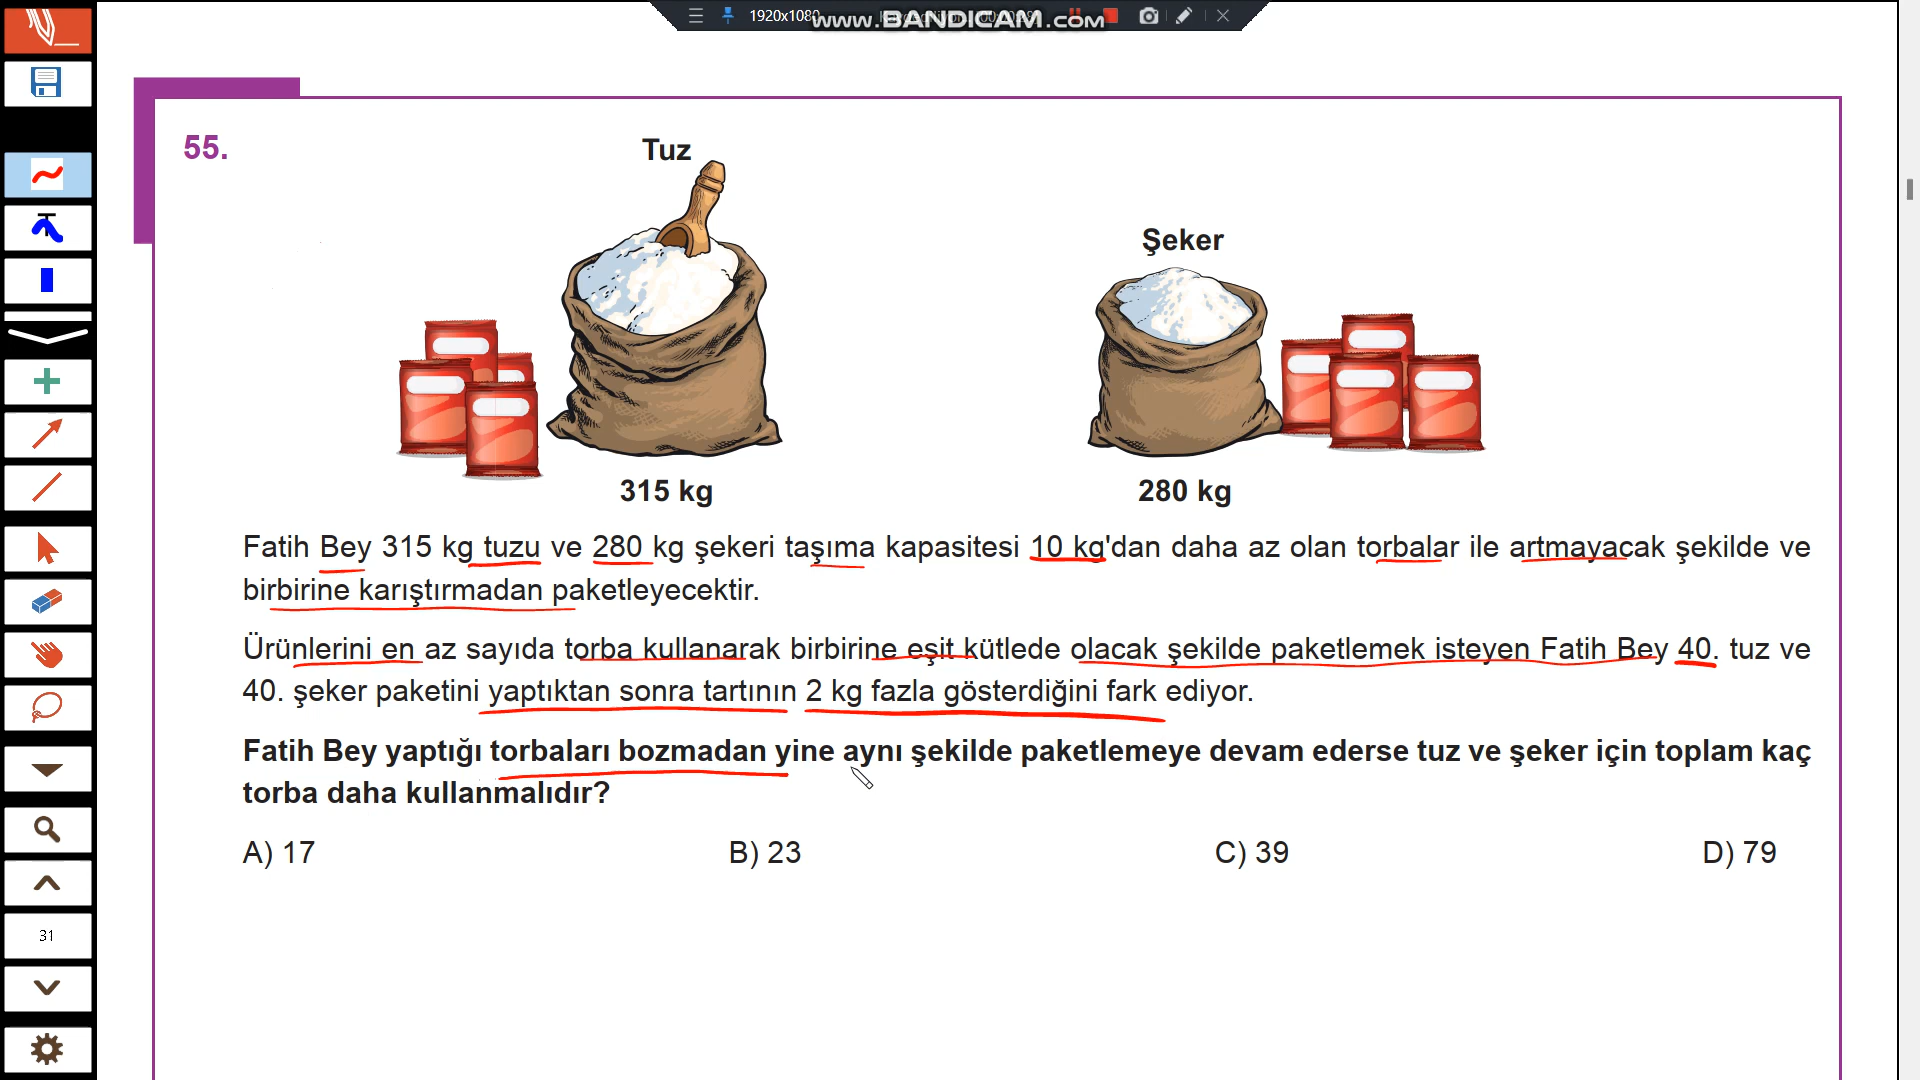 1920x1080
www.BANDICAM.com
55.
Tuz
Şeker
315 kg
280 kg
Fatih Bey 315 kg tuzu ve 280 kg şekeri taşıma kapasitesi 10 kg'dan daha az olan torbalar ile artmayacak şekilde ve
birbirine karıştırmadan paketleyecektir.
Ürünlerini en az sayıda torba kullanarak birbirine eşit kütlede olacak şekilde paketlemek isteyen Fatih Bey 40. tuz ve
40. şeker paketini yaptıktan sonra tartının 2 kg fazla gösterdiğini fark ediyor.
Fatih Bey yaptığı torbaları bozmadan yine aynı şekilde paketlemeye devam ederse tuz ve şeker için toplam kaç
torba daha kullanmalıdır?
A) 17 B) 23 C) 39 D) 79
31